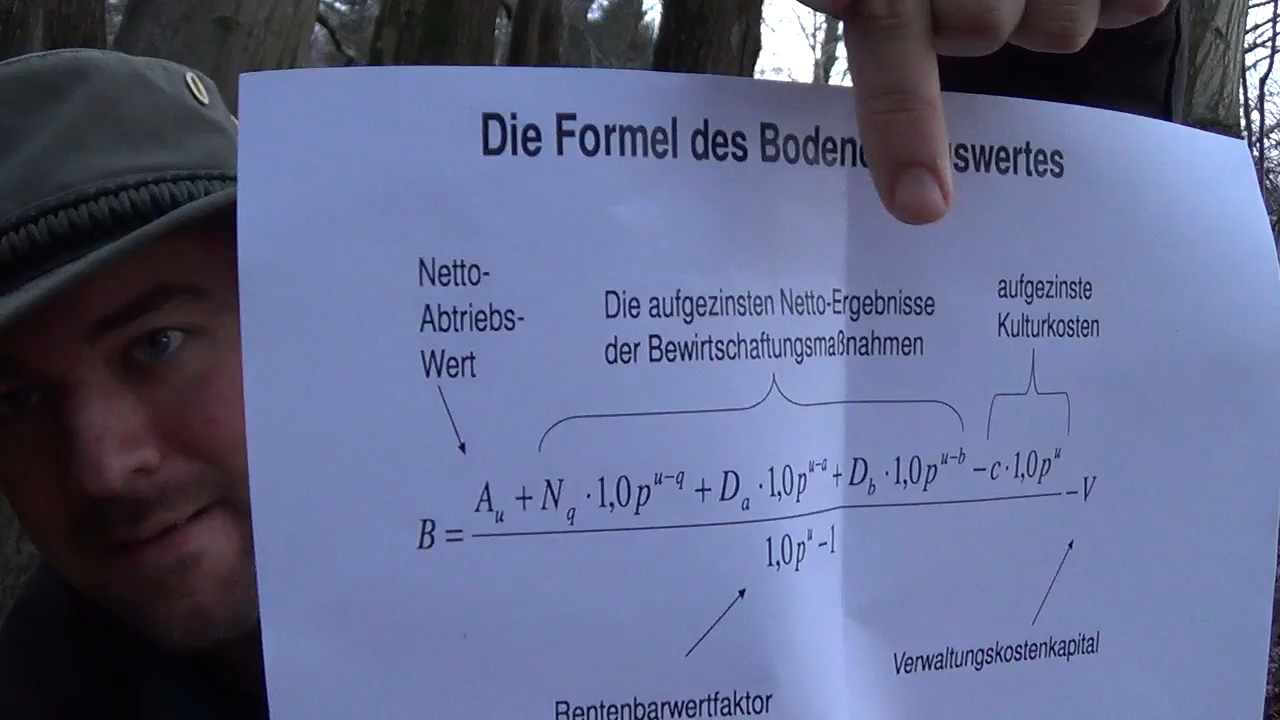 Die Formel des Boden swertes
Netto-
Abtriebs-
Wert
Die aufgezinsten Netto-Ergebnisse
der Bewirtschaftungsmaßnahmen
aufgezinste
Kulturkosten
B = (A_u + N_q · 1,0p^(u-q) + D_a · 1,0p^(u-a) + D_b · 1,0p^(u-b) - c · 1,0p^u) / (1,0p^u - 1) - V
Rentenbarwertfaktor
Verwaltungskostenkapital